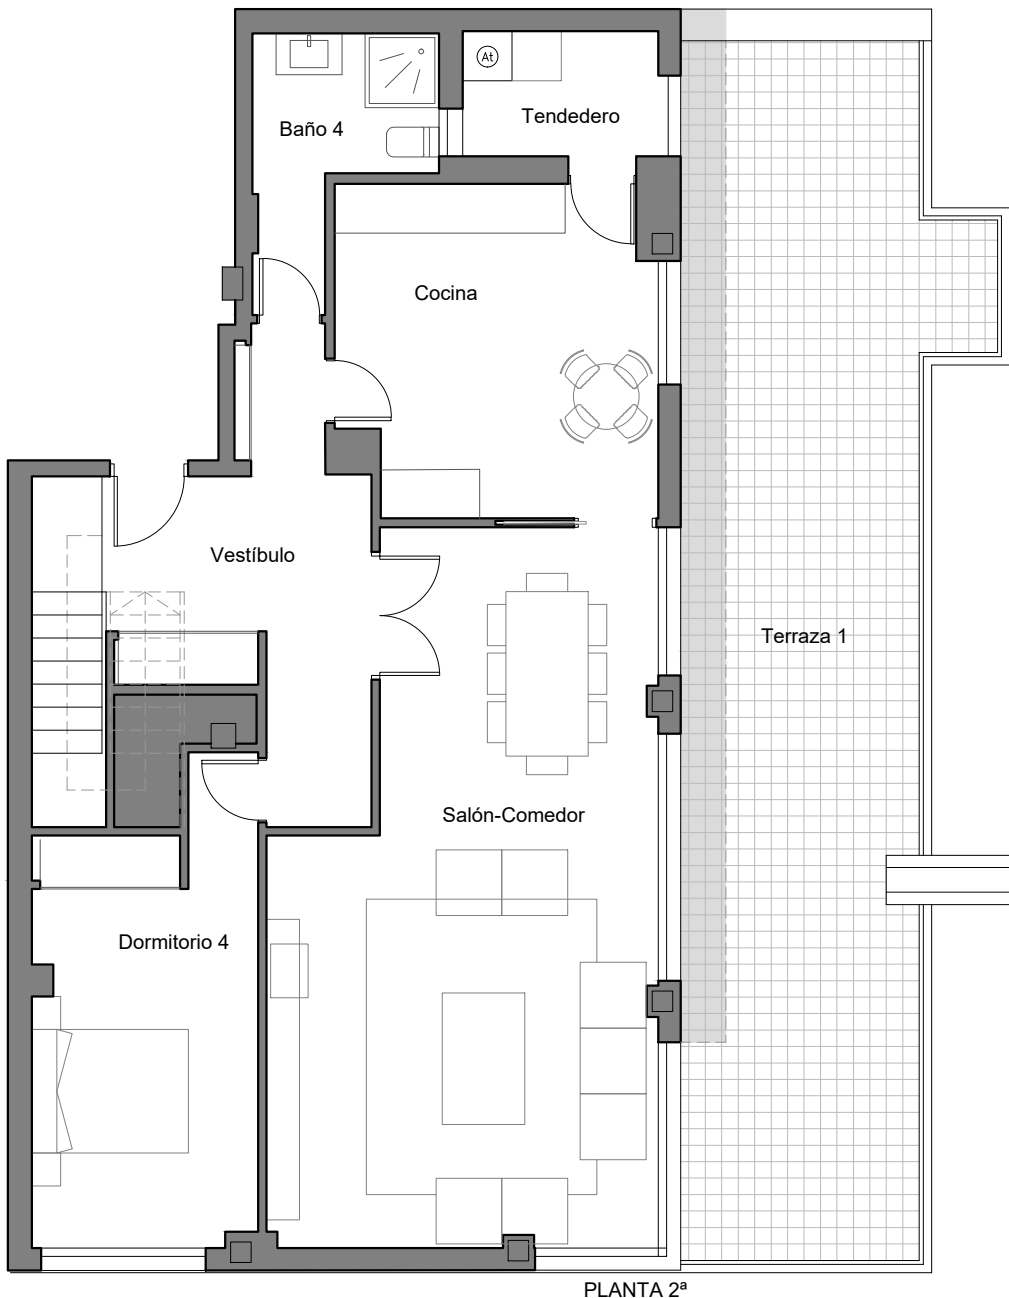 At
Tendedero
Baño 4
Cocina
Vestíbulo
Terraza 1
Salón-Comedor
Dormitorio 4
PLANTA 2ª